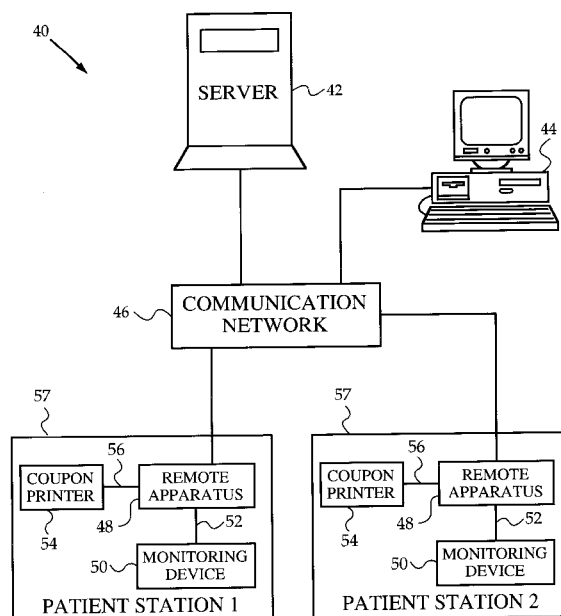 40
SERVER
42
44
46
COMMUNICATION
NETWORK
57
57
COUPON
PRINTER
56
REMOTE
APPARATUS
54
48
52
50
MONITORING
DEVICE
PATIENT STATION 1
COUPON
PRINTER
56
REMOTE
APPARATUS
54
48
52
50
MONITORING
DEVICE
PATIENT STATION 2